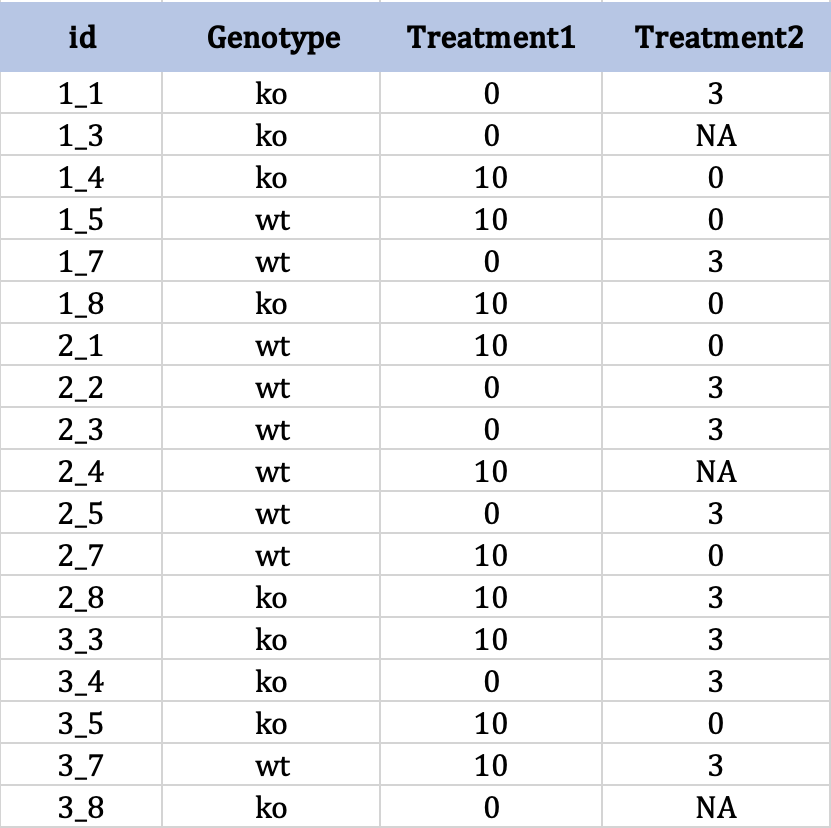 id Genotype Treatment1 Treatment2
1_1 ko 0 3
1_3 ko 0 NA
1_4 ko 10 0
1_5 wt 10 0
1_7 wt 0 3
1_8 ko 10 0
2_1 wt 10 0
2_2 wt 0 3
2_3 wt 0 3
2_4 wt 10 NA
2_5 wt 0 3
2_7 wt 10 0
2_8 ko 10 3
3_3 ko 10 3
3_4 ko 0 3
3_5 ko 10 0
3_7 wt 10 3
3_8 ko 0 NA